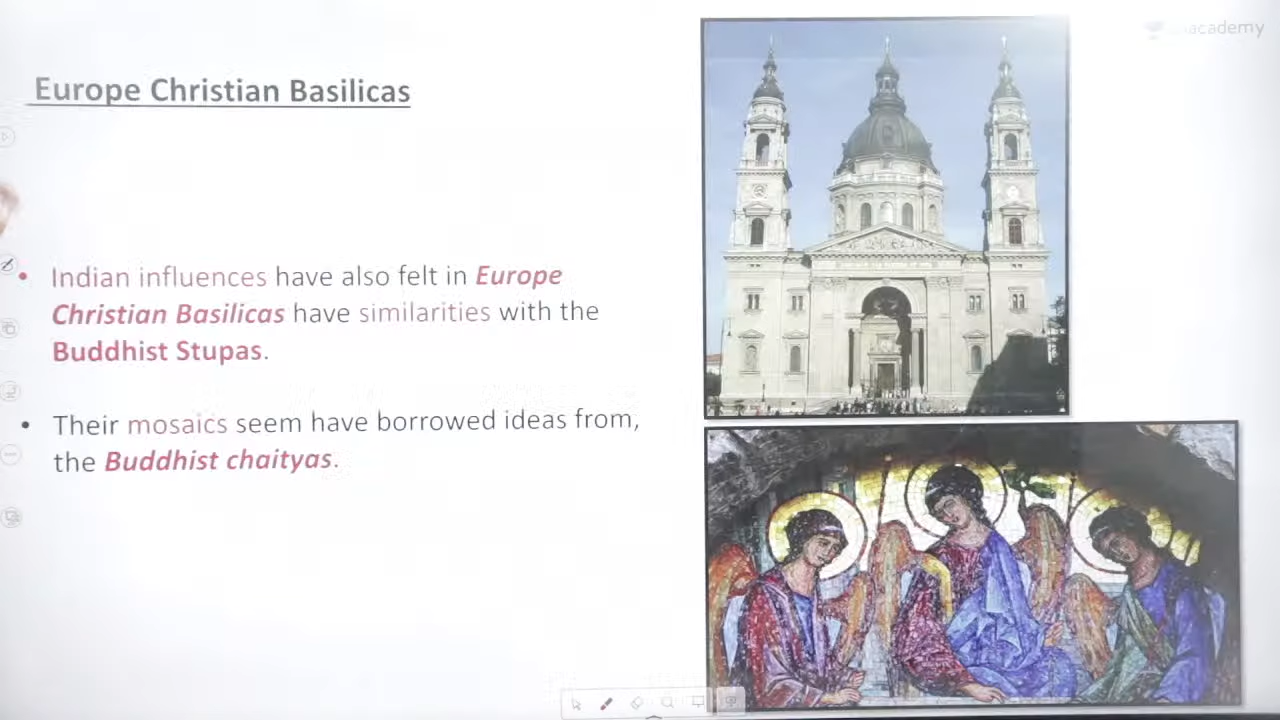 Europe Christian Basilicas
• Indian influences have also felt in Europe
Christian Basilicas have similarities with the
Buddhist Stupas.
• Their mosaics seem have borrowed ideas from,
the Buddhist chaityas.